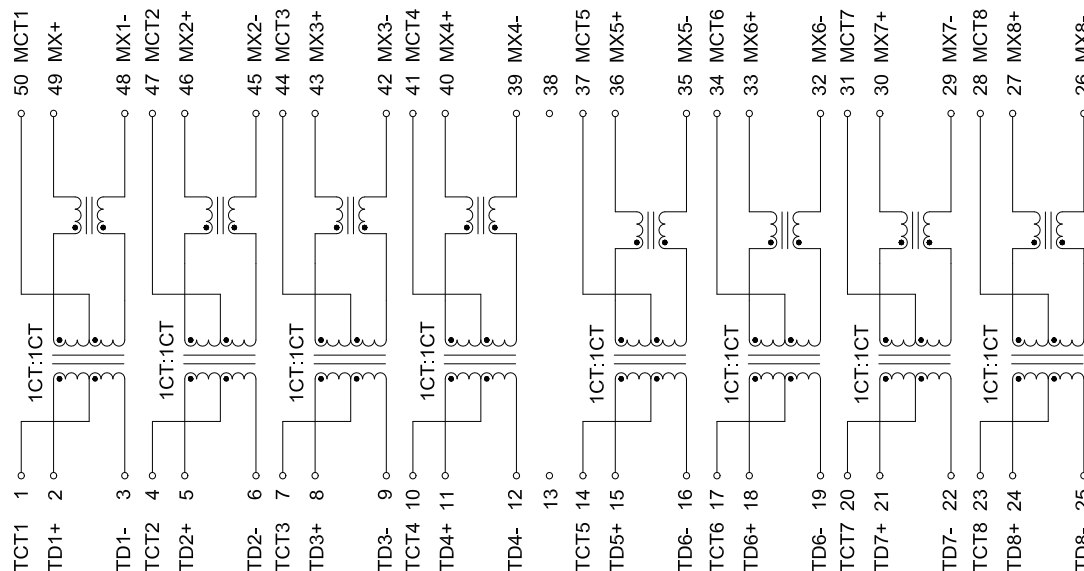 50 MCT1
49 MX+
48 MX1-
47 MCT2
46 MX2+
45 MX2-
44 MCT3
43 MX3+
42 MX3-
41 MCT4
40 MX4+
39 MX4-
38
37 MCT5
36 MX5+
35 MX5-
34 MCT6
33 MX6+
32 MX6-
31 MCT7
30 MX7+
29 MX7-
28 MCT8
27 MX8+
26 MX8-
1CT:1CT
1CT:1CT
1CT:1CT
1CT:1CT
1CT:1CT
1CT:1CT
1CT:1CT
1CT:1CT
TCT1 1
TD1+ 2
TD1- 3
TCT2 4
TD2+ 5
TD2- 6
TCT3 7
TD3+ 8
TD3- 9
TCT4 10
TD4+ 11
TD4- 12
13
TCT5 14
TD5+ 15
TD6- 16
TCT6 17
TD6+ 18
TD6- 19
TCT7 20
TD7+ 21
TD7- 22
TCT8 23
TD8+ 24
TD8- 25